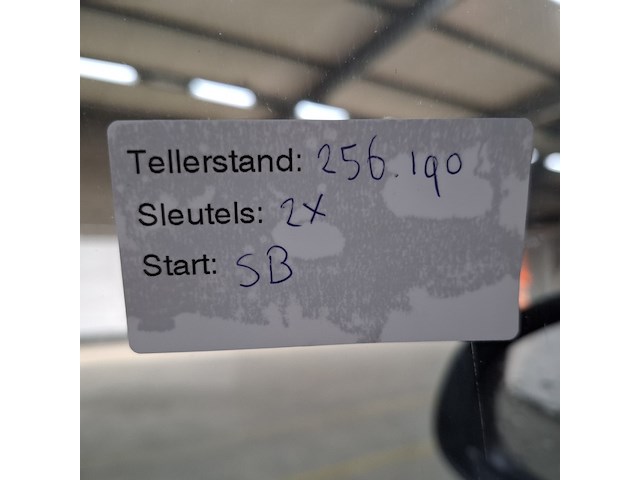 Tellerstand: 256.190
Sleutels: 2x
Start: SB